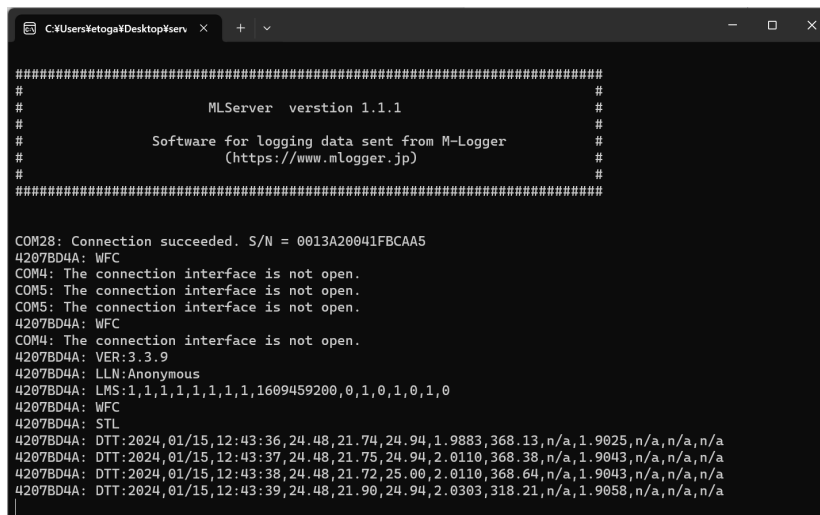 C:¥Users¥etoga¥Desktop¥serv
########################################################################
#                                                                      #
#                       MLServer  verstion 1.1.1                       #
#                                                                      #
#                Software for logging data sent from M-Logger          #
#                         (https://www.mlogger.jp)                     #
#                                                                      #
########################################################################
COM28: Connection succeeded. S/N = 0013A20041FBCAA5
4207BD4A: WFC
COM4: The connection interface is not open.
COM5: The connection interface is not open.
COM5: The connection interface is not open.
4207BD4A: WFC
COM4: The connection interface is not open.
4207BD4A: VER:3.3.9
4207BD4A: LLN:Anonymous
4207BD4A: LMS:1,1,1,1,1,1,1,1,1609459200,0,1,0,1,0,1,0
4207BD4A: WFC
4207BD4A: STL
4207BD4A: DTT:2024,01/15,12:43:36,24.48,21.74,24.94,1.9883,368.13,n/a,1.9025,n/a,n/a,n/a
4207BD4A: DTT:2024,01/15,12:43:37,24.48,21.75,24.94,2.0110,368.38,n/a,1.9043,n/a,n/a,n/a
4207BD4A: DTT:2024,01/15,12:43:38,24.48,21.72,25.00,2.0110,368.64,n/a,1.9043,n/a,n/a,n/a
4207BD4A: DTT:2024,01/15,12:43:39,24.48,21.90,24.94,2.0303,318.21,n/a,1.9058,n/a,n/a,n/a